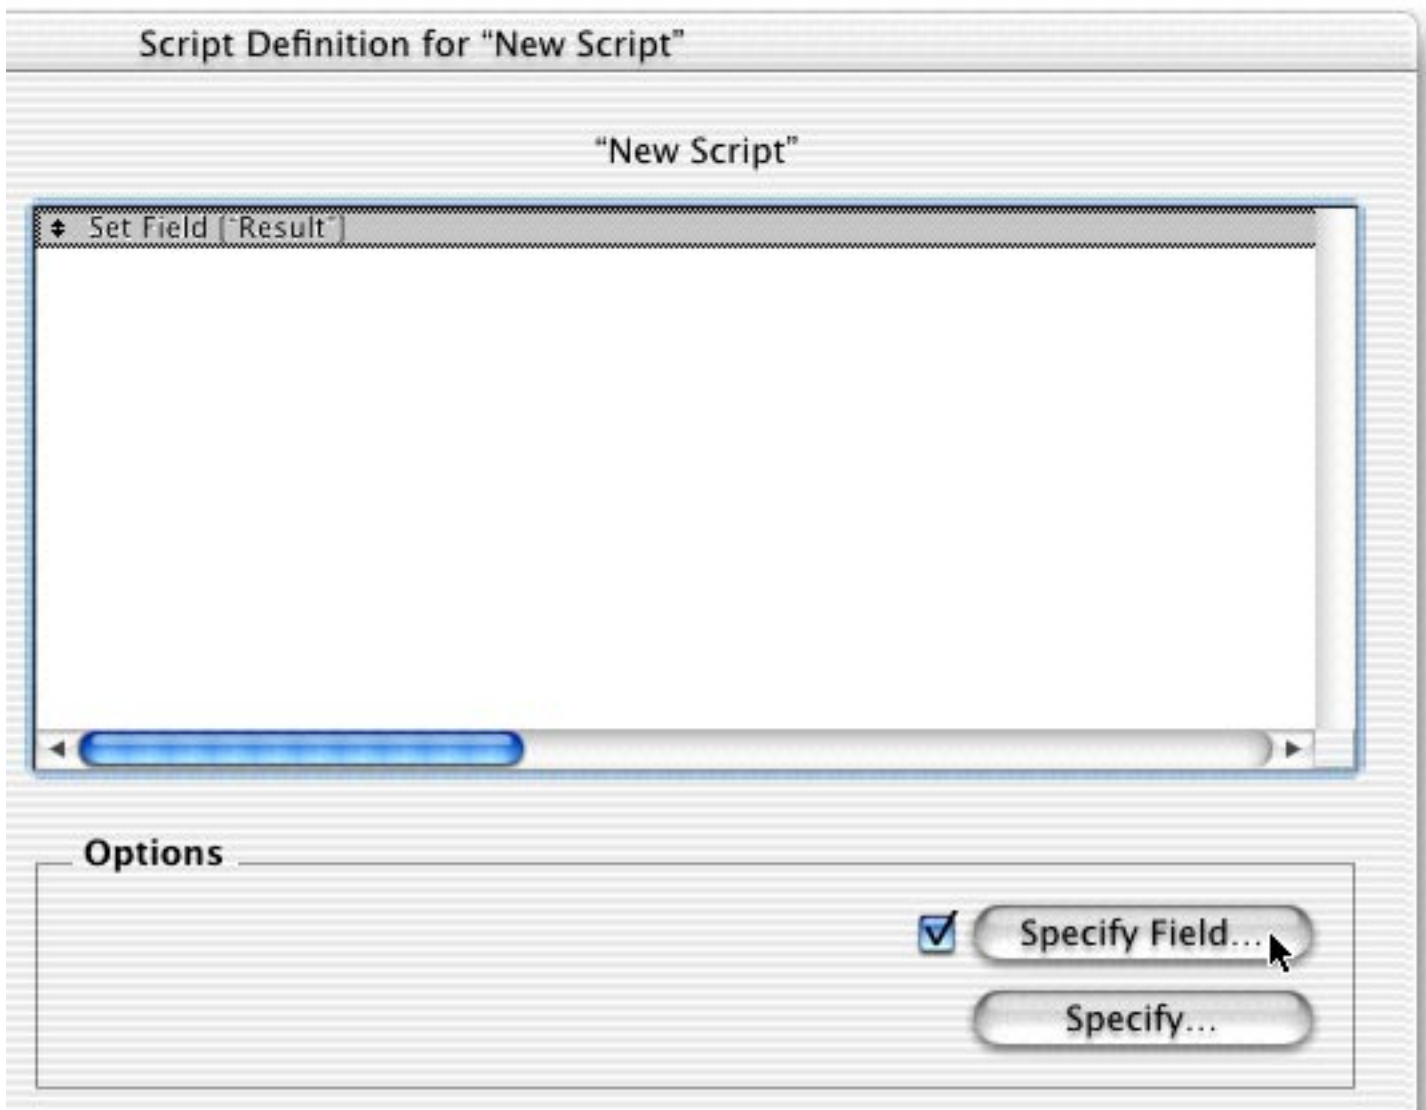 Script Definition for “New Script”
“New Script”
Set Field [“Result”]
Options
Specify Field...
Specify...